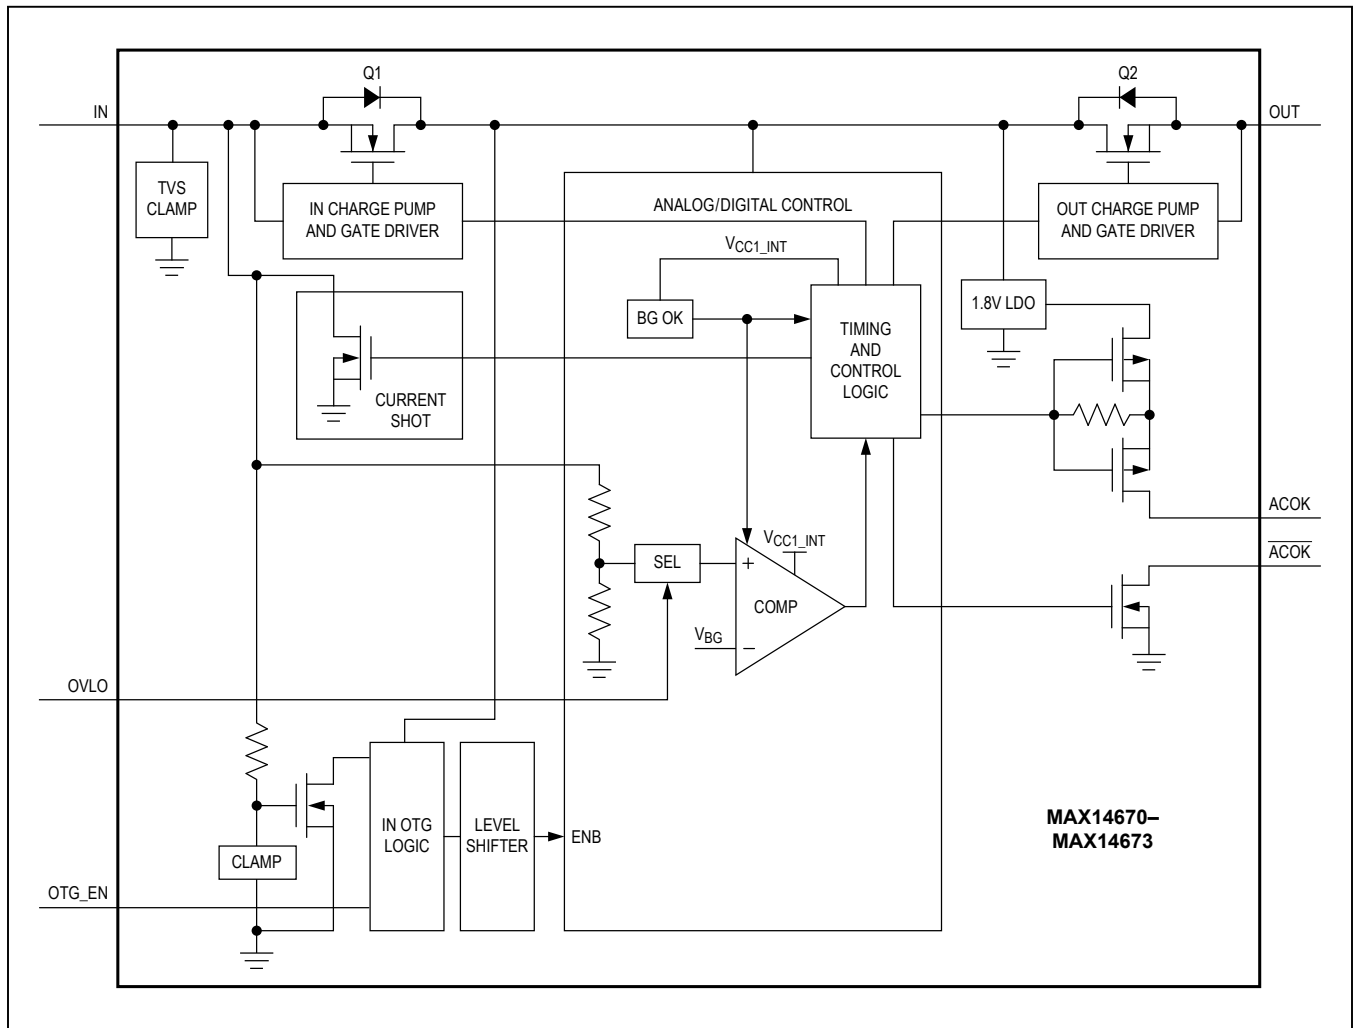 Q1
Q2
IN
OUT
TVS
CLAMP
IN CHARGE PUMP
AND GATE DRIVER
ANALOG/DIGITAL CONTROL
OUT CHARGE PUMP
AND GATE DRIVER
VCC1_INT
BG OK
TIMING
AND
CONTROL
LOGIC
1.8V LDO
CURRENT
SHOT
ACOK
ACOK
SEL
VCC1_INT
+
COMP
VBG
−
OVLO
IN OTG
LOGIC
LEVEL
SHIFTER
ENB
CLAMP
OTG_EN
MAX14670–
MAX14673